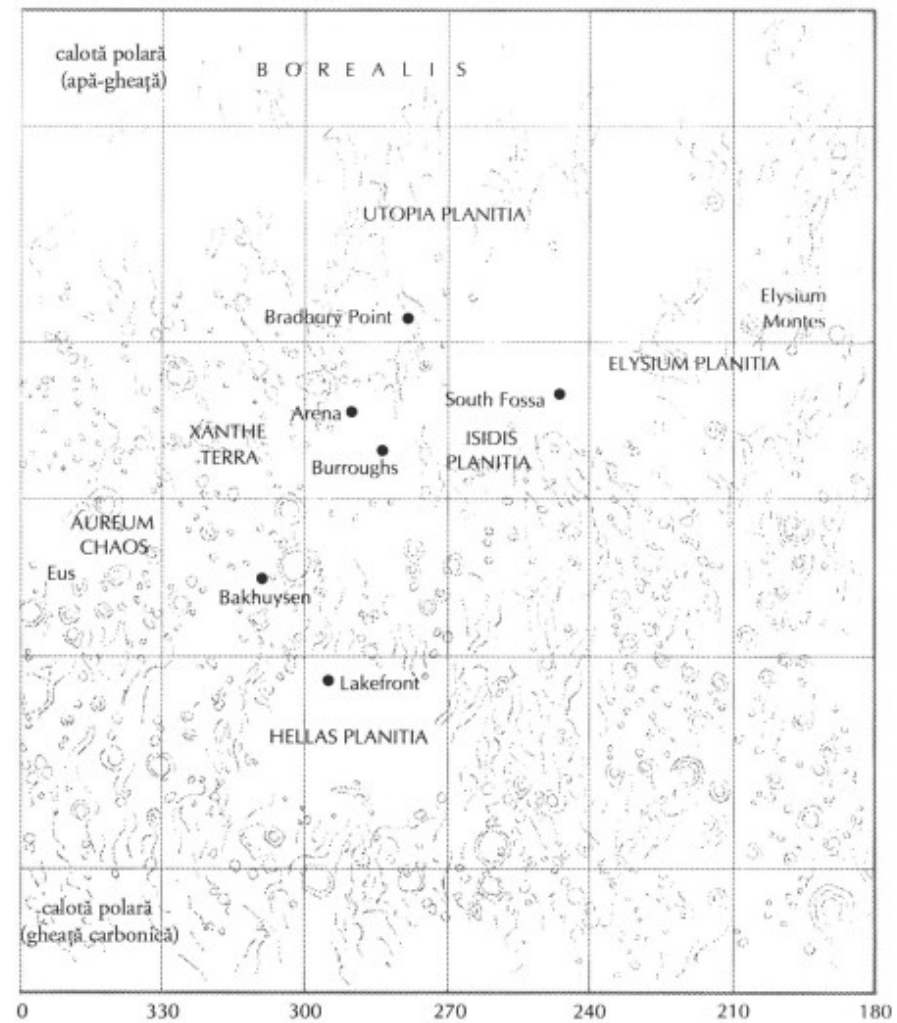 calotă polară
(apă-gheață)
B O R E A L I S
UTOPIA PLANITIA
Bradbury Point
Elysium
Montes
ELYSIUM PLANITIA
South Fossa
Arena
XANTHE
TERRA
ISIDIS
PLANITIA
Burroughs
AUREUM
CHAOS
Eus
Bakhuysen
Lakefront
HELLAS PLANITIA
calotă polară
(gheață carbonică)
0 330 300 270 240 210 180